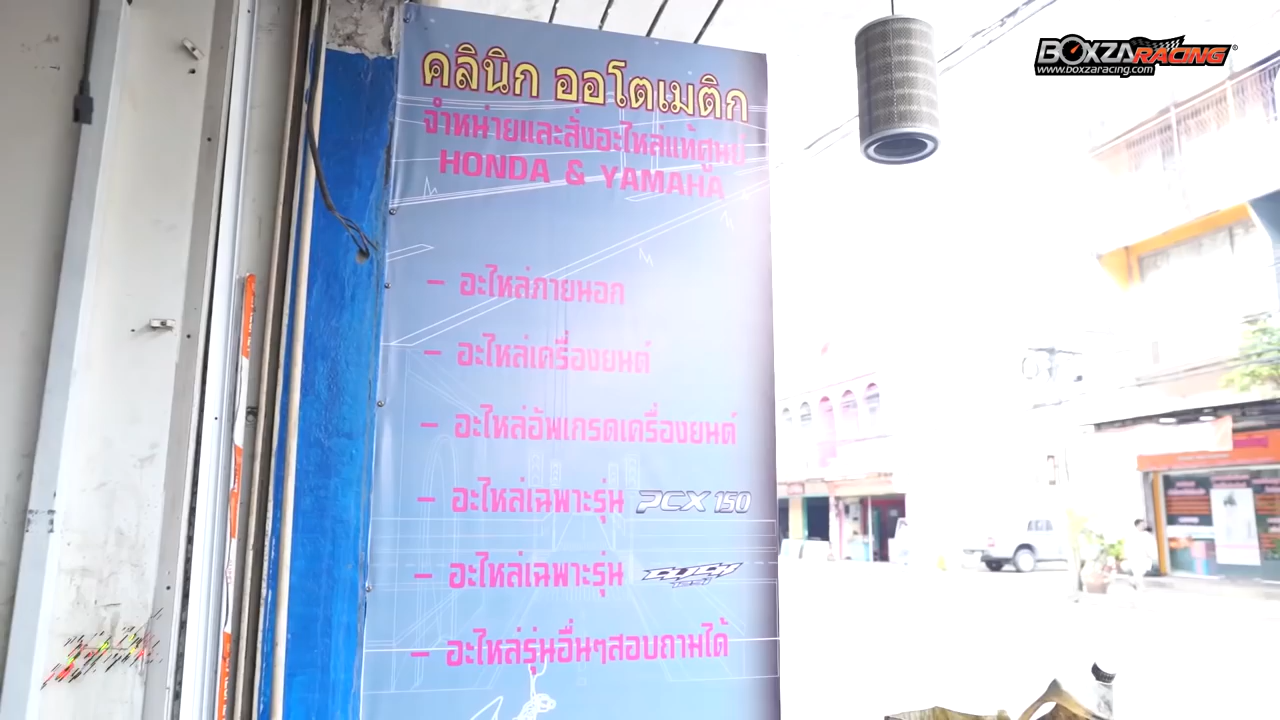 BOXZARACING
www.boxzaracing.com
คลินิก ออโตเมติก
จำหน่ายและสั่งอะไหล่แท้ศูนย์
HONDA & YAMAHA
- อะไหล่ภายนอก
- อะไหล่เครื่องยนต์
- อะไหล่อัพเกรดเครื่องยนต์
- อะไหล่เฉพาะรุ่น PCX 150
- อะไหล่เฉพาะรุ่น CLICK
- อะไหล่รุ่นอื่นๆสอบถามได้